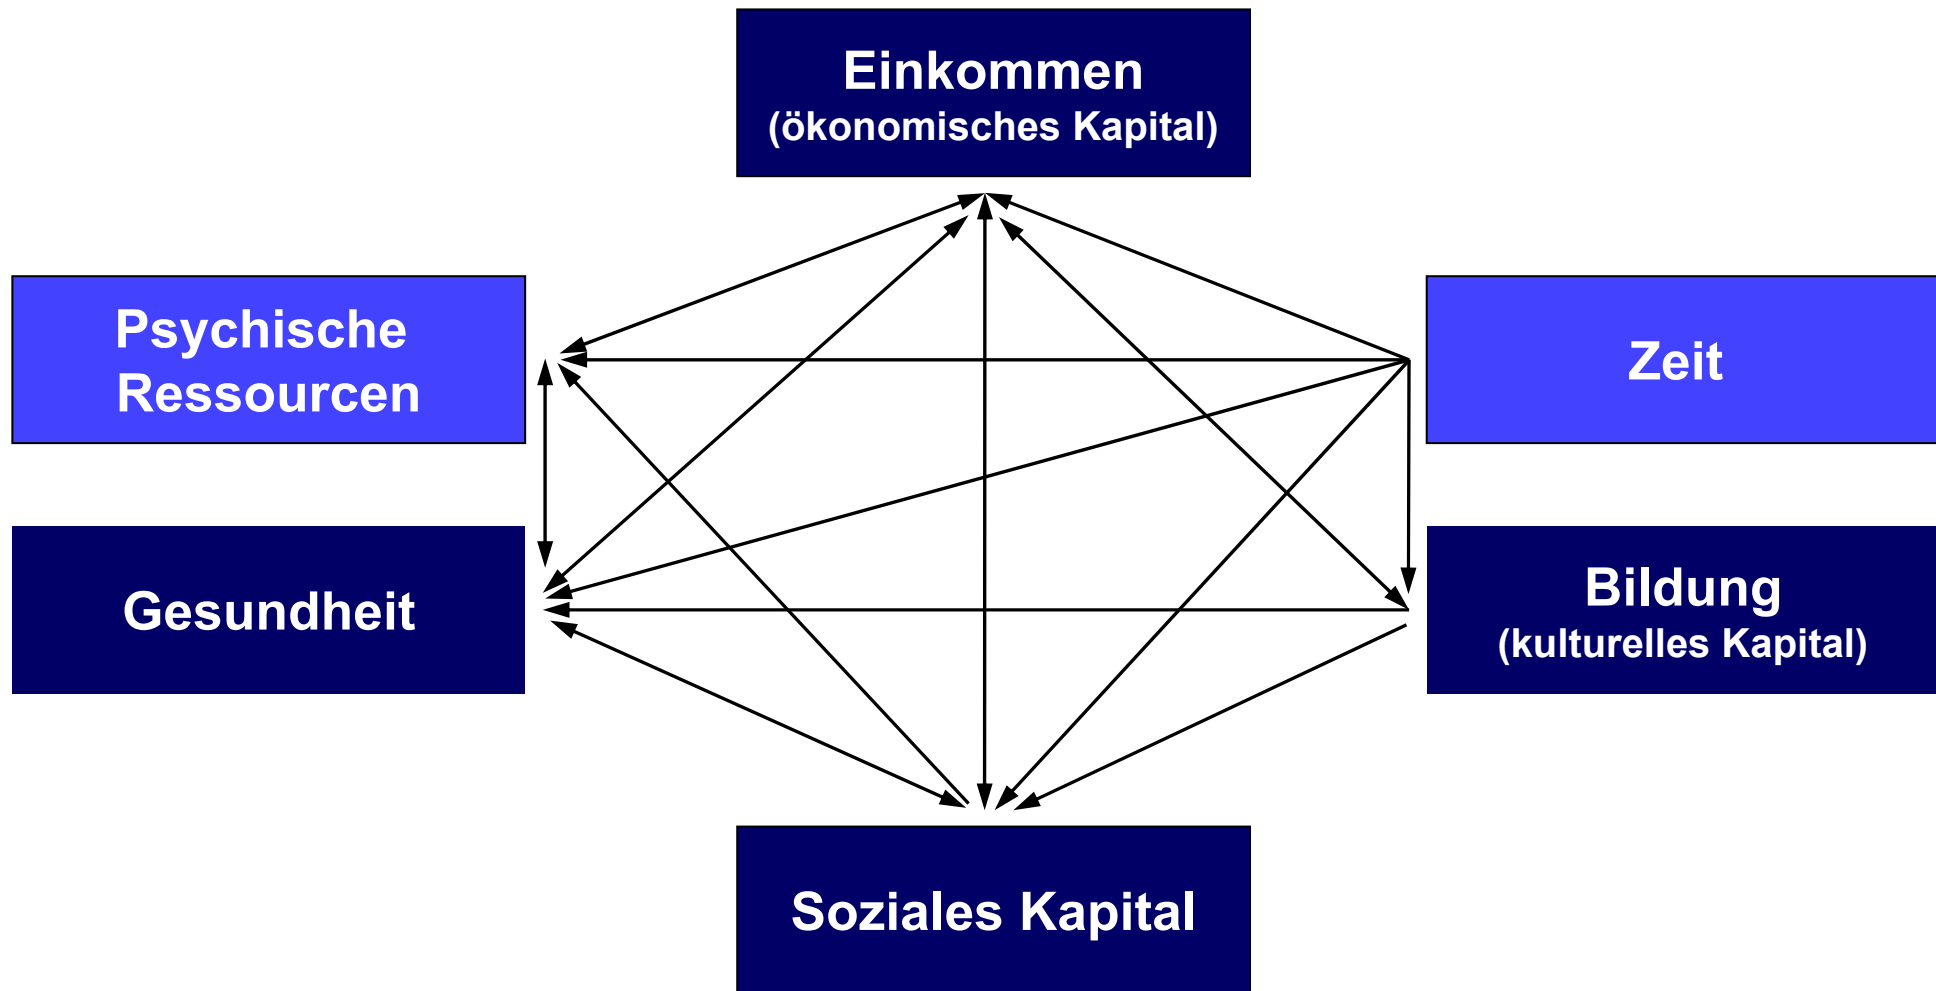 Einkommen
(ökonomisches Kapital)
Psychische
Ressourcen
Zeit
Gesundheit
Bildung
(kulturelles Kapital)
Soziales Kapital